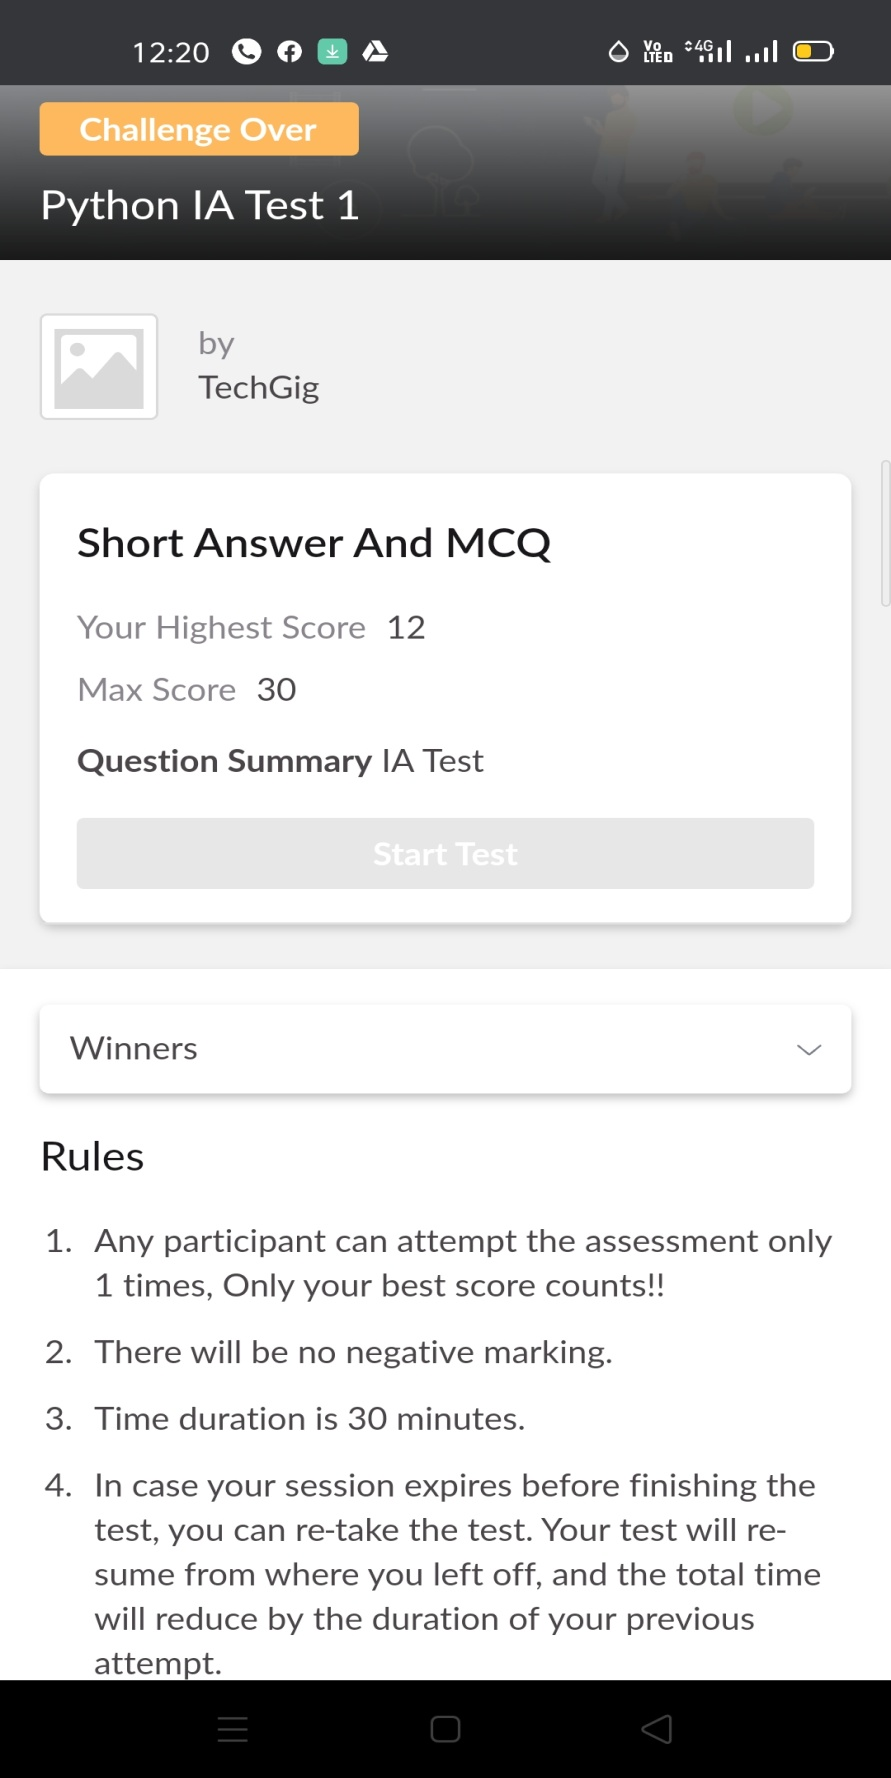 12:20
Vo LTED 4G
Challenge Over
Python IA Test 1
by
TechGig
Short Answer And MCQ
Your Highest Score 12
Max Score 30
Question Summary IA Test
Start Test
Winners
Rules
1. Any participant can attempt the assessment only
1 times, Only your best score counts!!
2. There will be no negative marking.
3. Time duration is 30 minutes.
4. In case your session expires before finishing the
test, you can re-take the test. Your test will re-
sume from where you left off, and the total time
will reduce by the duration of your previous
attempt.